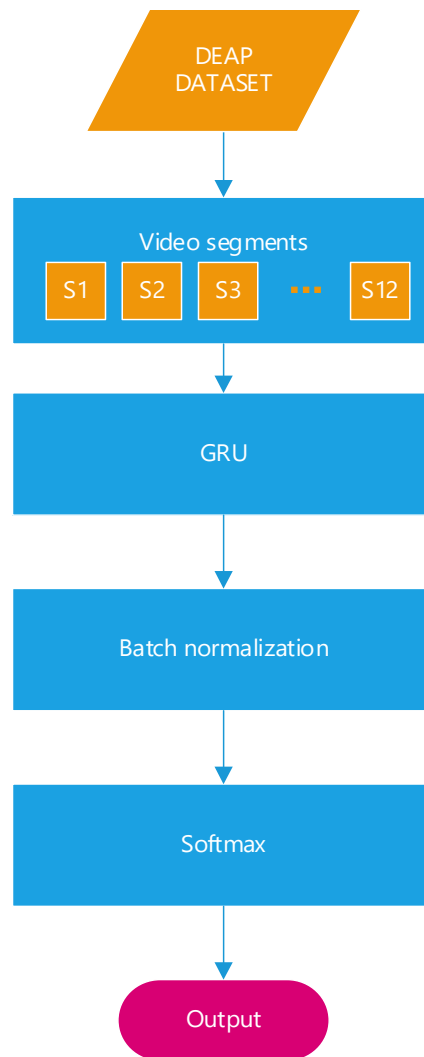 DEAP
DATASET
Video segments
S1 S2 S3 ... S12
GRU
Batch normalization
Softmax
Output